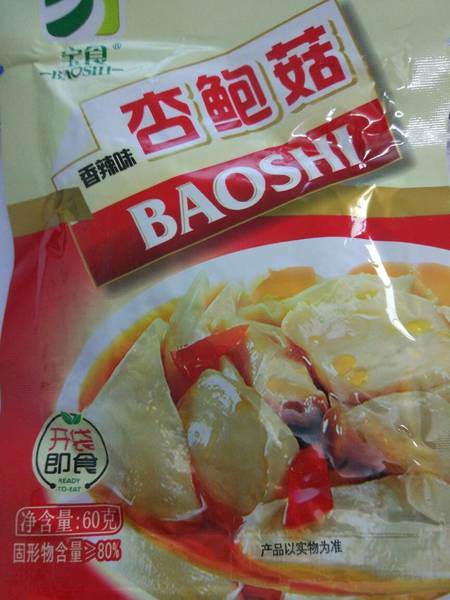 宝食®
BAOSHI
杏鲍菇
香辣味
BAOSHI
开袋
即食
READY
TO-EAT
净含量:60克
固形物含量≥80%
产品以实物为准